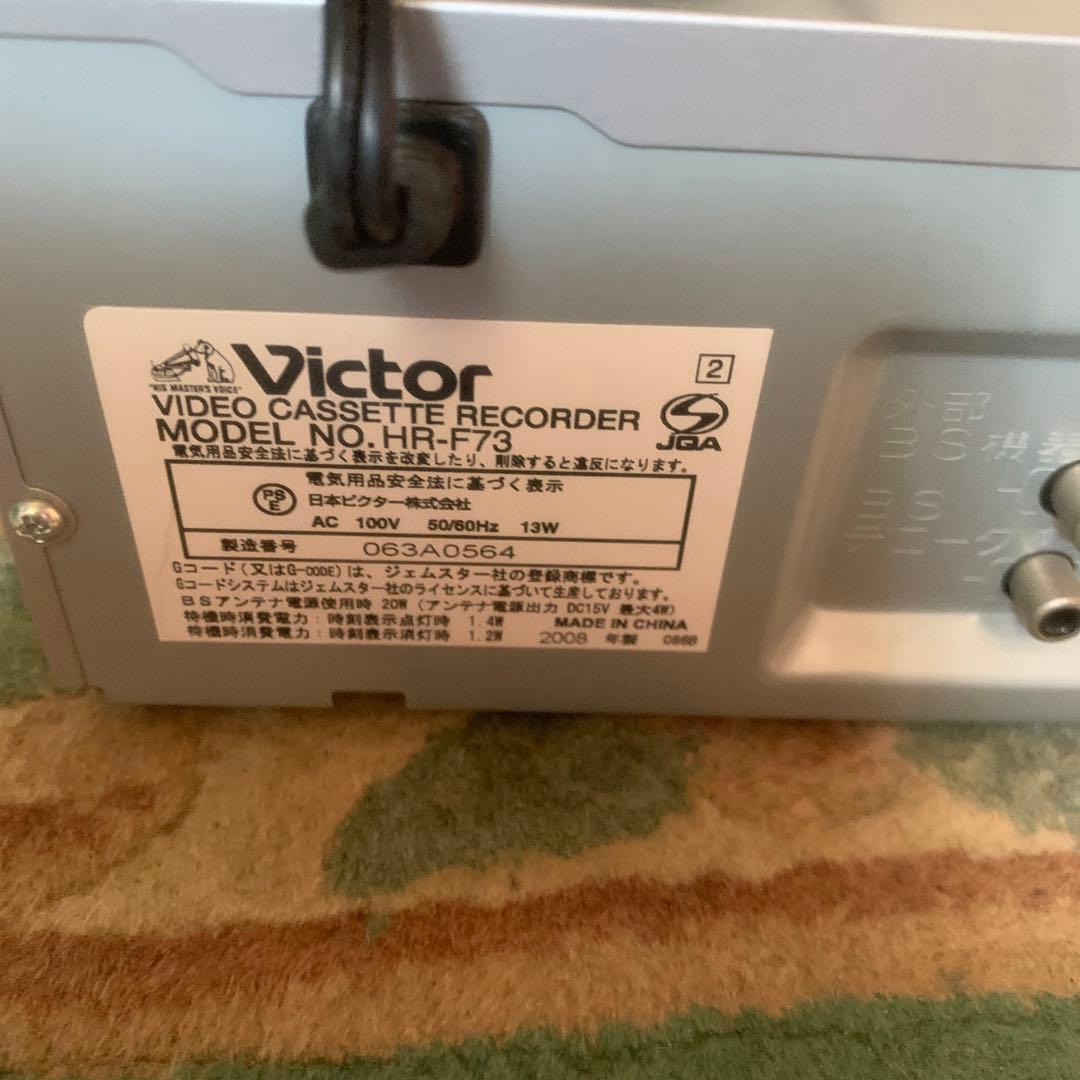 Victor
"HIS MASTER'S VOICE"
2
VIDEO CASSETTE RECORDER
JQA
MODEL NO. HR-F73
電気用品安全法に基づく表示を改変したり、削除すると違反になります。
電気用品安全法に基づく表示
PS
E
日本ビクター株式会社
AC 100V 50/60Hz 13W
製造番号 063A0564
Gコード(又はG-CODE)は、ジェムスター社の登録商標です。
Gコードシステムはジェムスター社のライセンスに基づいて生産しております。
BSアンテナ電源使用時 20W (アンテナ電源出力 DC15V 最大4W)
待機時消費電力:時刻表示点灯時 1.4W MADE IN CHINA
待機時消費電力:時刻表示消灯時 1.2W 2008 年製 086B
外部
BS機器
BS